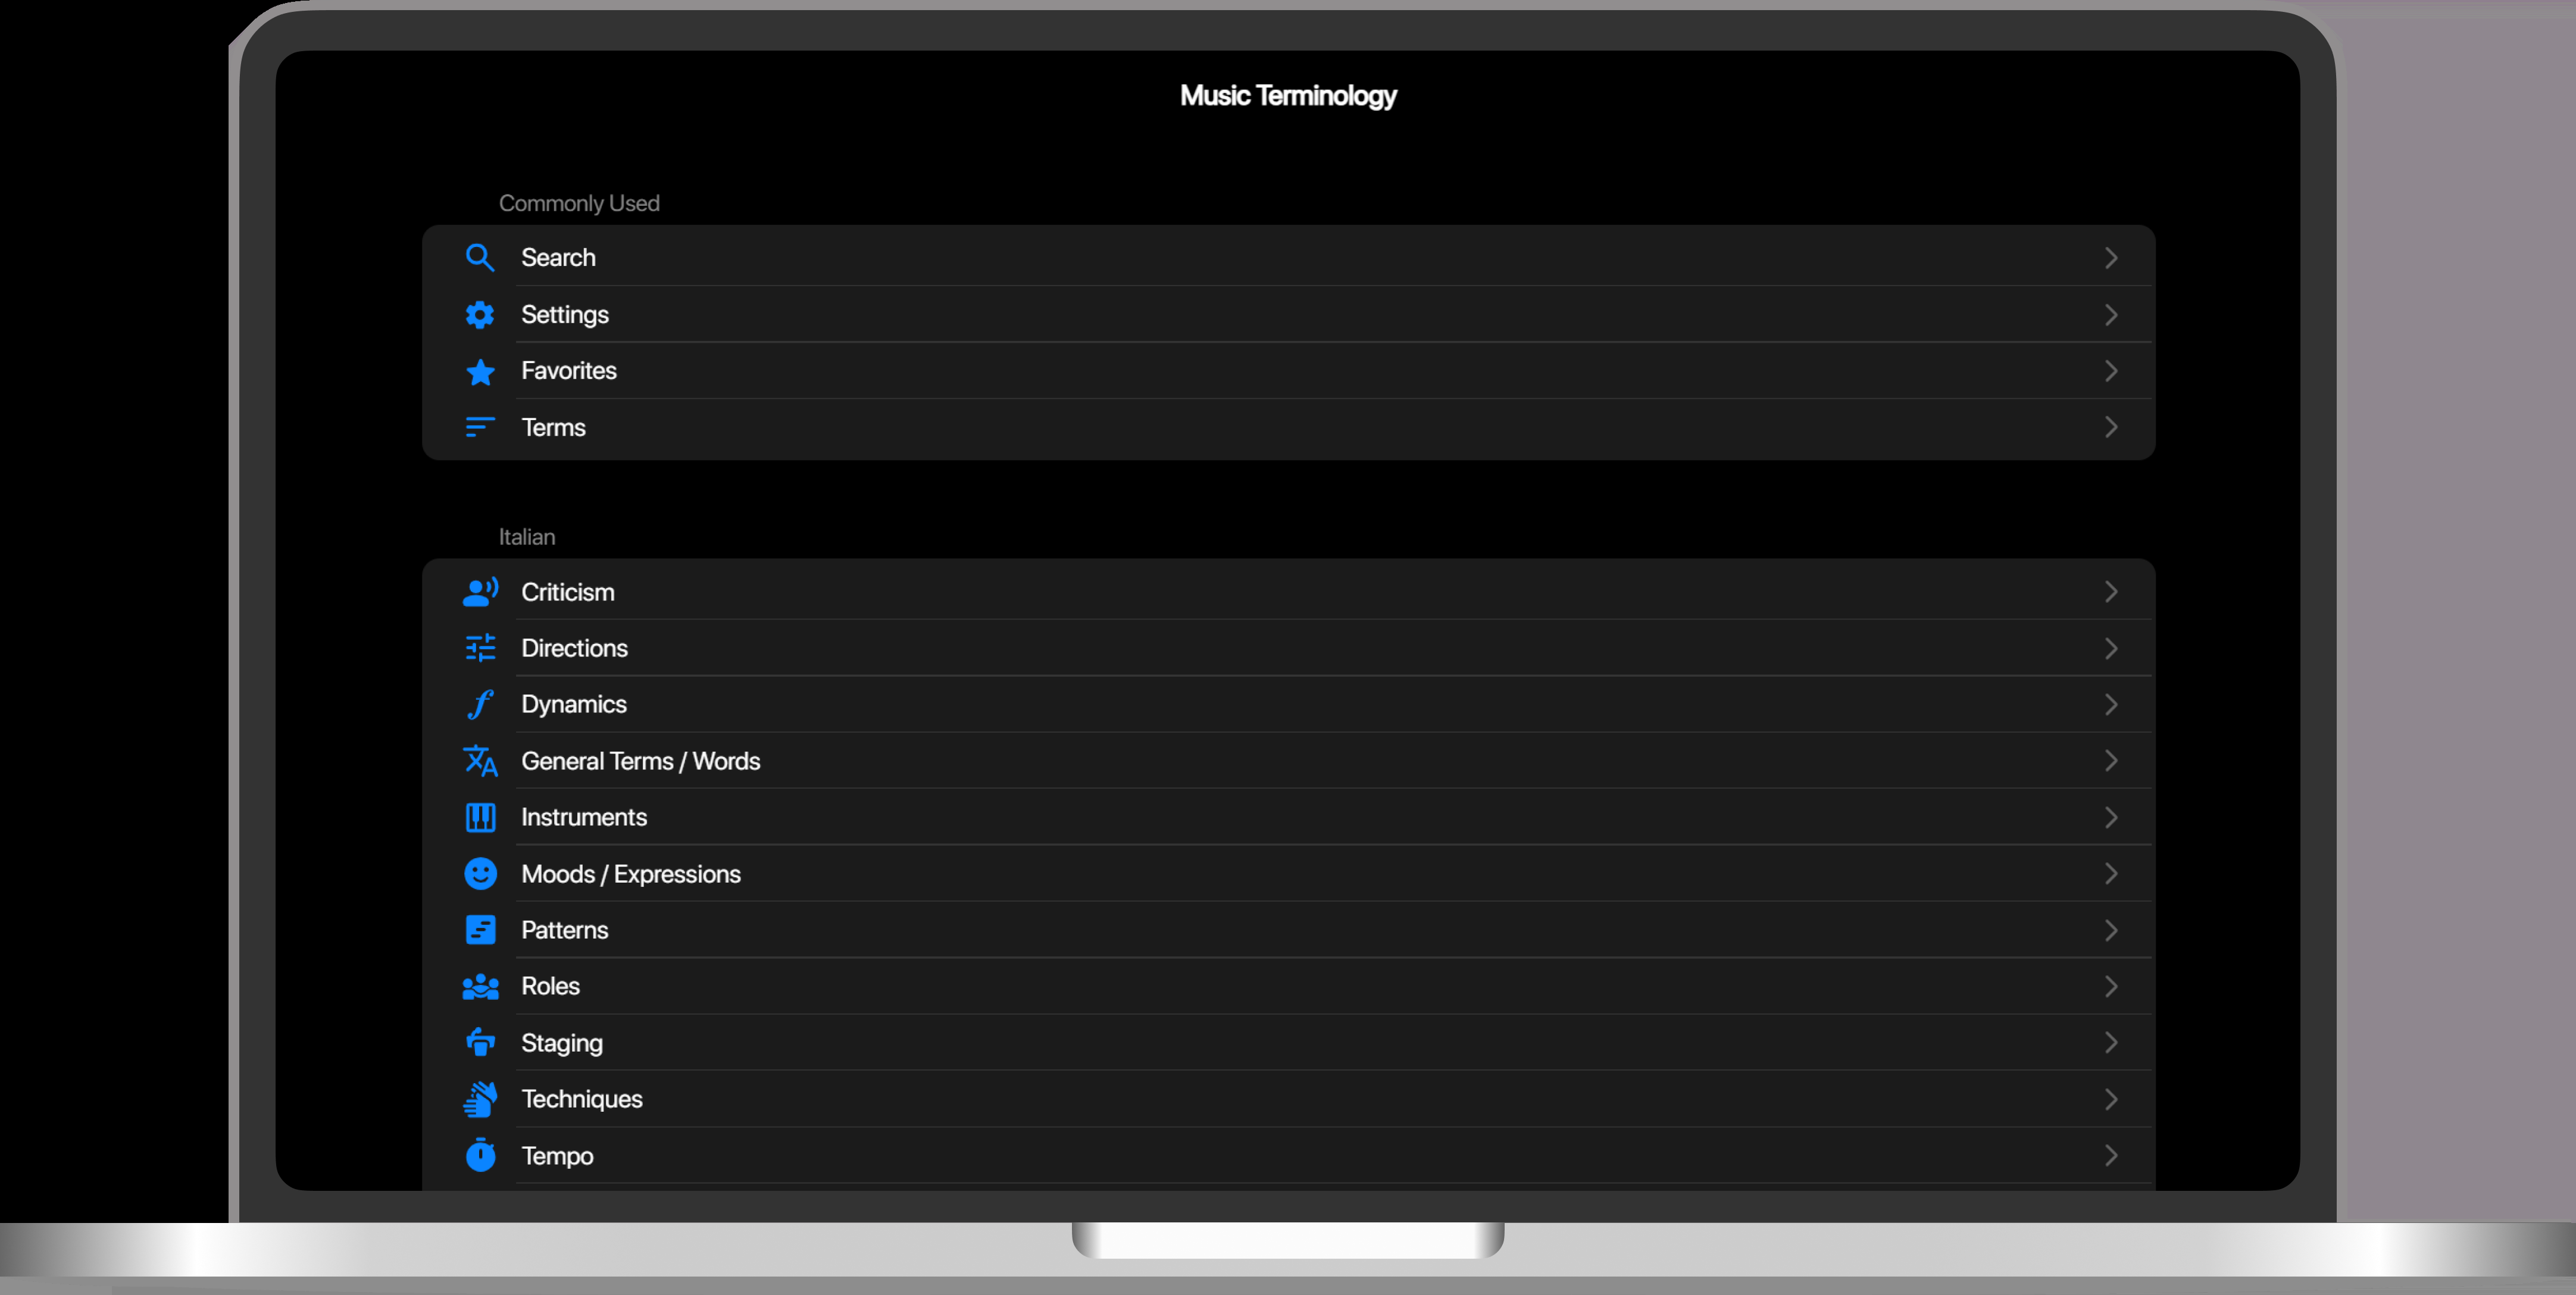 Music Terminology
Commonly Used
Search
Settings
Favorites
Terms
Italian
Criticism
Directions
Dynamics
General Terms / Words
Instruments
Moods / Expressions
Patterns
Roles
Staging
Techniques
Tempo